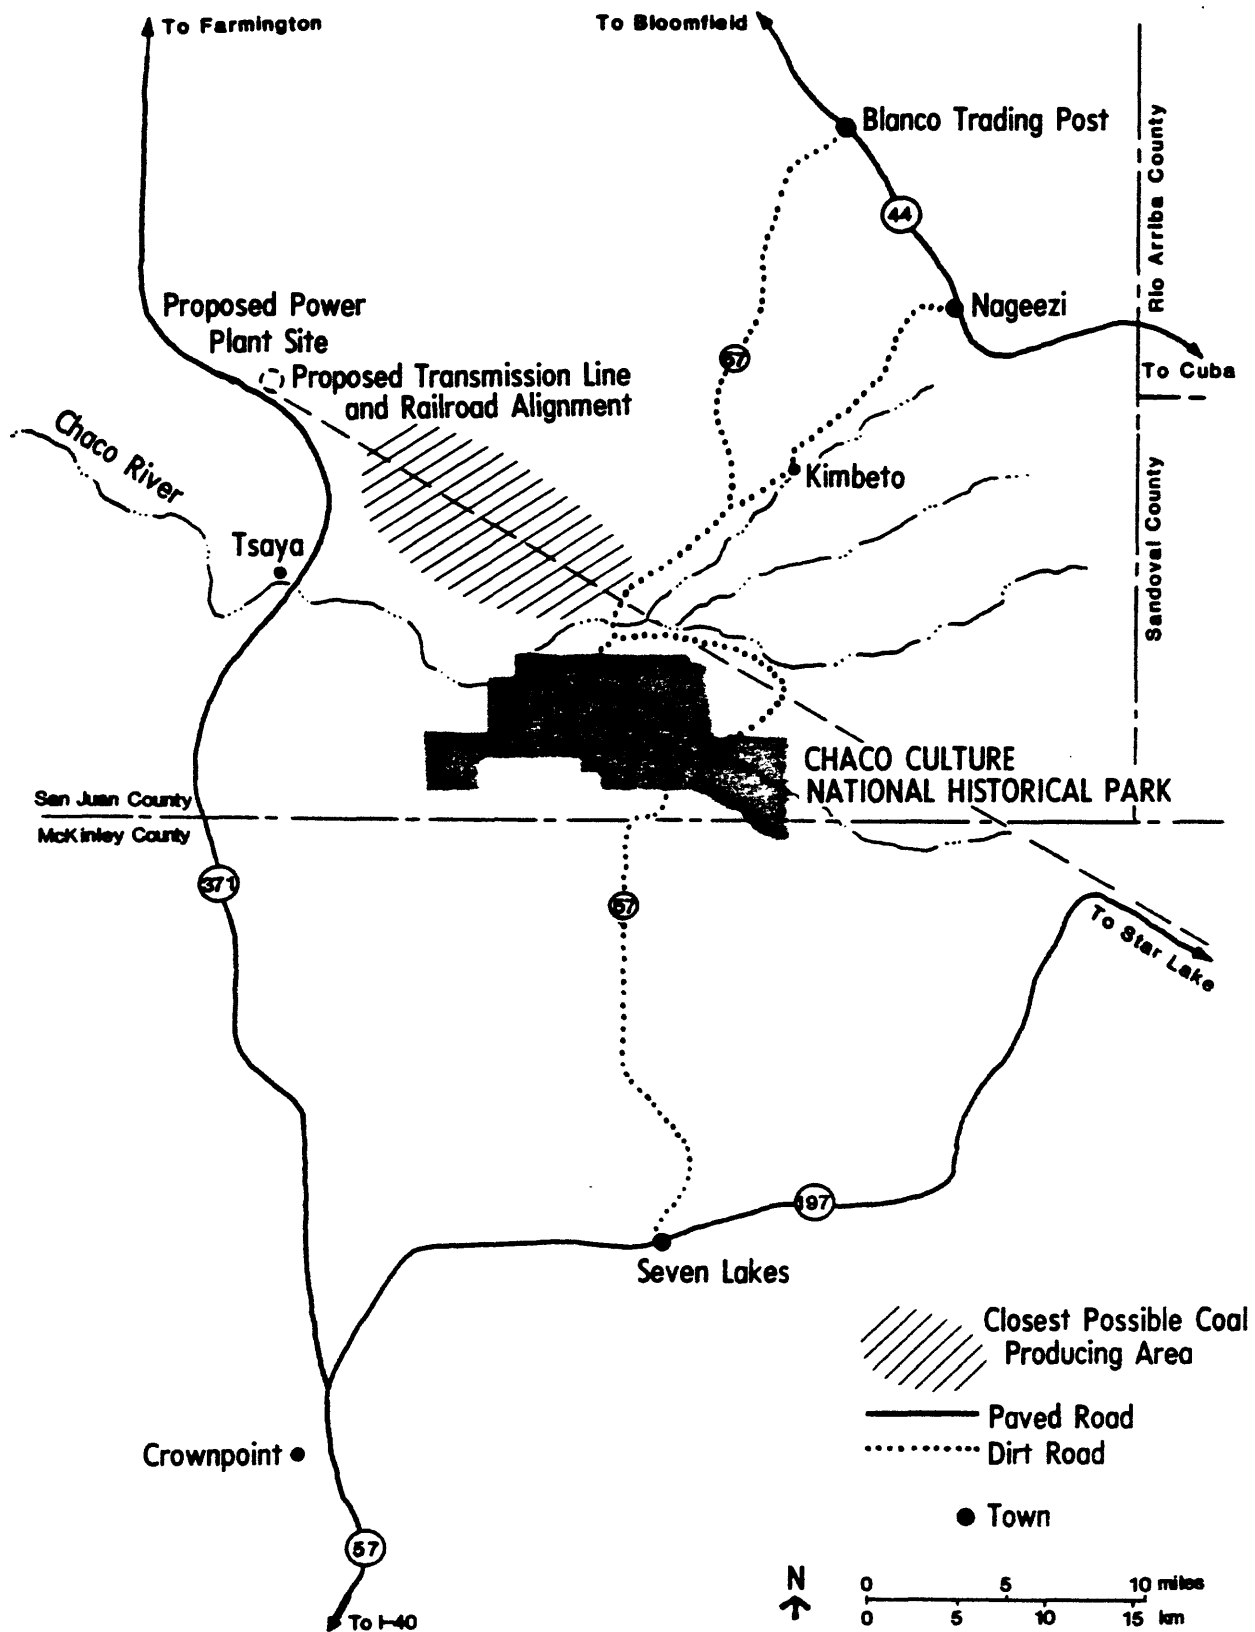 To Farmington
To Bloomfield
Blanco Trading Post
Rio Arriba County
44
Proposed Power
Plant Site
Nageezi
57
To Cuba
Proposed Transmission Line
and Railroad Alignment
Chaco River
Kimbeto
Sandoval County
Tsaya
CHACO CULTURE
NATIONAL HISTORICAL PARK
San Juan County
McKinley County
371
57
To Star Lake
197
Seven Lakes
Closest Possible Coal
Producing Area
Paved Road
Dirt Road
Crownpoint
Town
57
N
0 5 10 miles
0 5 10 15 km
To I-40